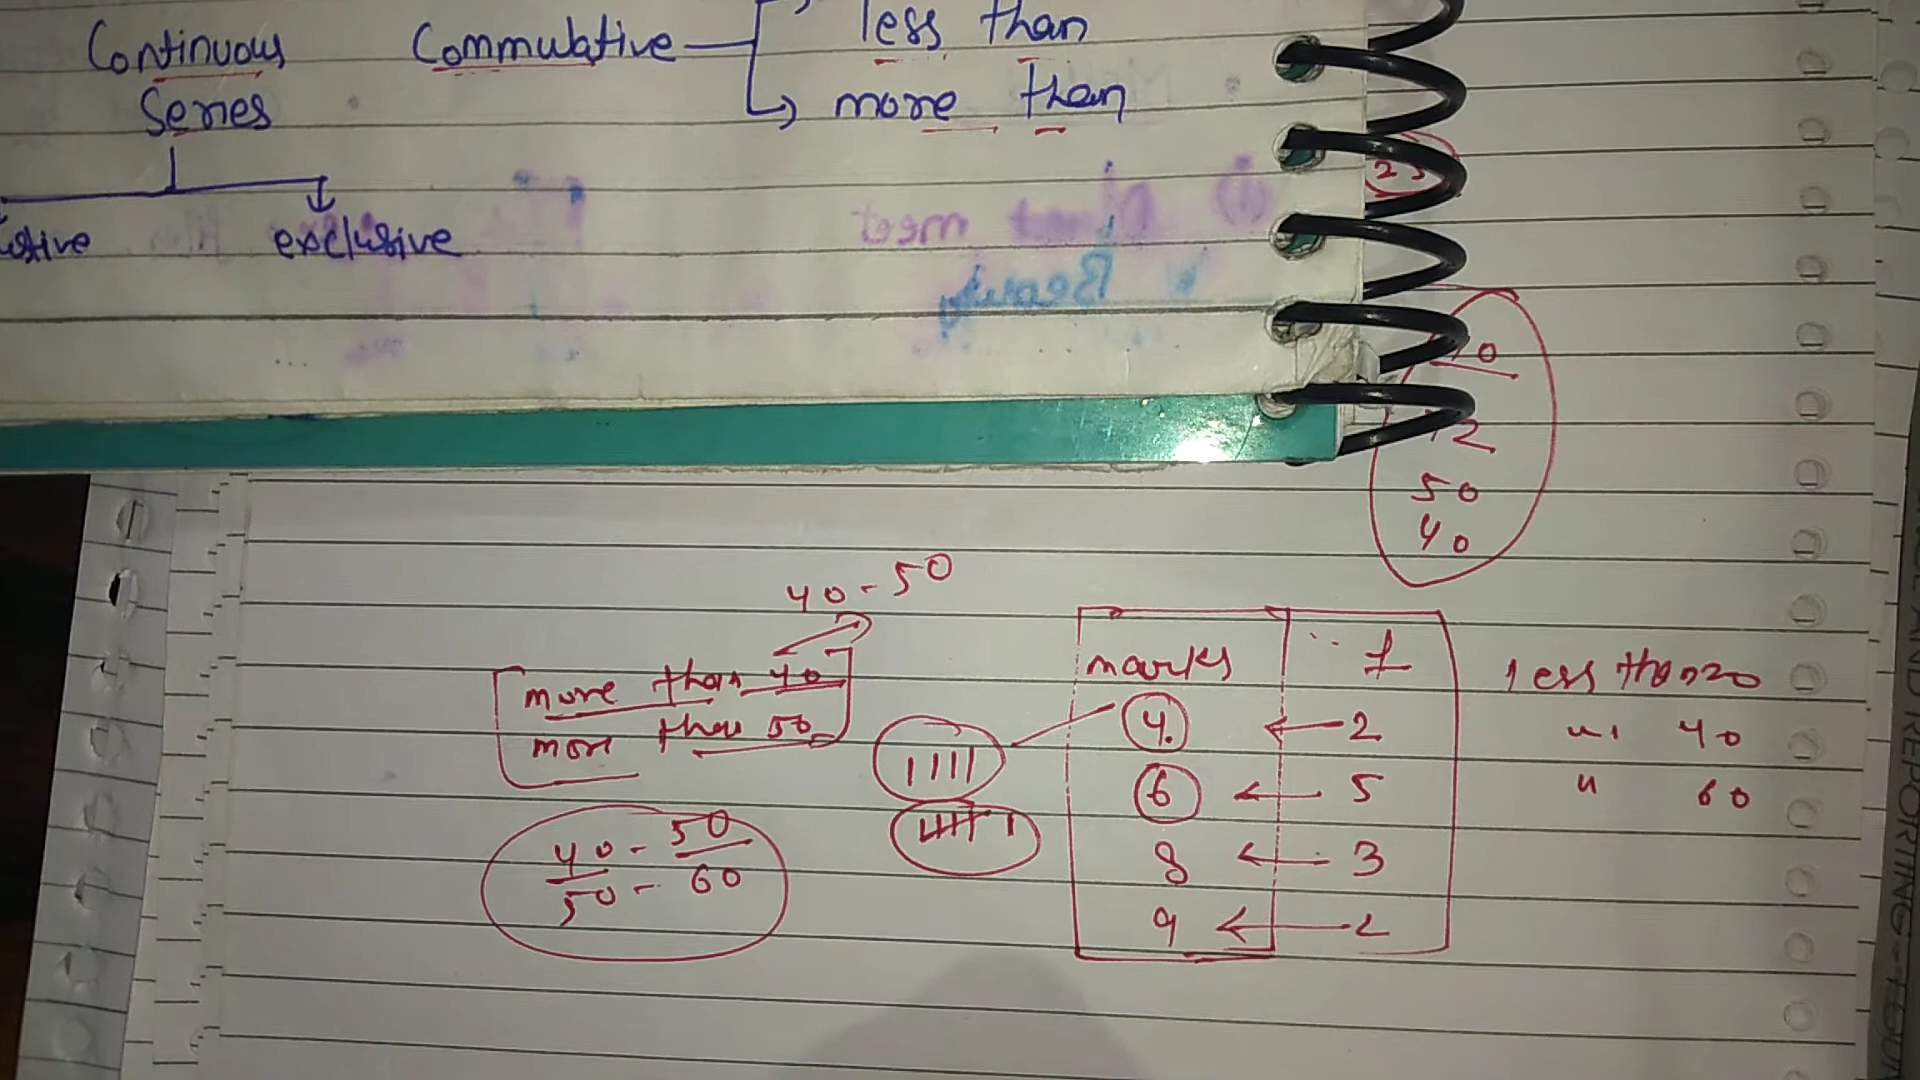 less than
Continuous Commulative
Series more than
exclusive
23
50
40
40-50
more than 40
more than 50
40-50
50-60
marks f
4 2
6 5
8 3
9 2
less than 20
" 40
" 60